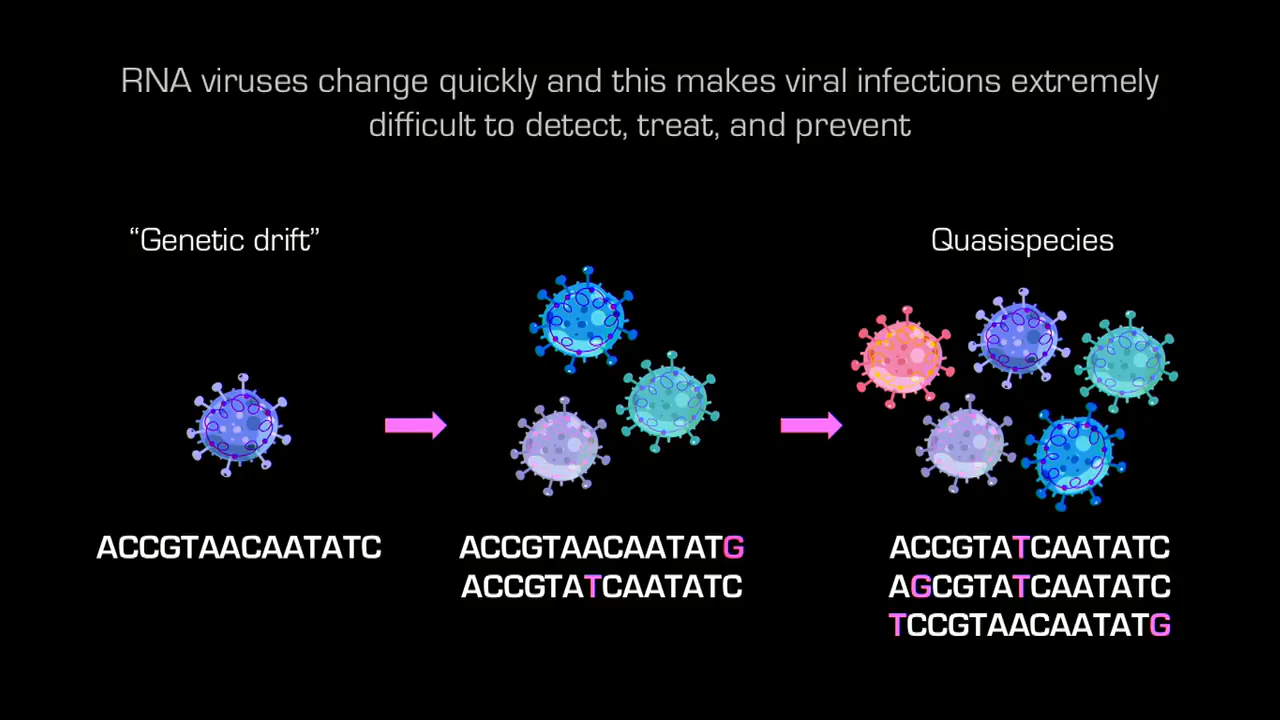 RNA viruses change quickly and this makes viral infections extremely
difficult to detect, treat, and prevent
“Genetic drift”
Quasispecies
ACCGTAACAATATC
ACCGTAACAATATG
ACCGTATCAATATC
ACCGTATCAATATC
AGCGTATCAATATC
TCCGTAACAATATG